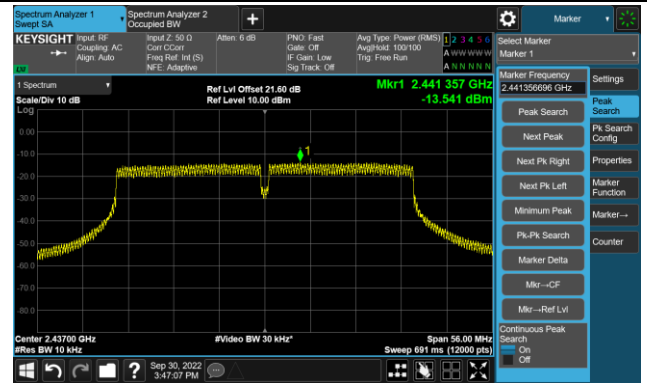 Spectrum Analyzer 1
Swept SA
Spectrum Analyzer 2
Occupied BW
+
Marker
KEYSIGHT
Input: RF
Coupling: AC
Align: Auto
Input Z: 50 Ω
Corr CCorr
Freq Ref: Int (S)
NFE: Adaptive
Atten: 6 dB
PNO: Fast
Gate: Off
IF Gain: Low
Sig Track: Off
Avg Type: Power (RMS)
Avg|Hold: 100/100
Trig: Free Run
1 2 3 4 5 6
A W W W W W
A N N N N N
Select Marker
Marker 1
1 Spectrum
Scale/Div 10 dB
Log
Ref Lvl Offset 21.60 dB
Ref Level 10.00 dBm
Mkr1 2.441 357 GHz
-13.541 dBm
0.00
-10.0
-20.0
-30.0
-40.0
-50.0
-60.0
-70.0
-80.0
1
Center 2.43700 GHz
#Res BW 10 kHz
#Video BW 30 kHz*
Span 56.00 MHz
Sweep 691 ms (12000 pts)
Marker Frequency
2.441356696 GHz
Peak Search
Next Peak
Next Pk Right
Next Pk Left
Minimum Peak
Pk-Pk Search
Marker Delta
Mkr→CF
Mkr→Ref Lvl
Continuous Peak
Search
On
Off
Settings
Peak
Search
Pk Search
Config
Properties
Marker
Function
Marker→
Counter
?
Sep 30, 2022
3:47:07 PM